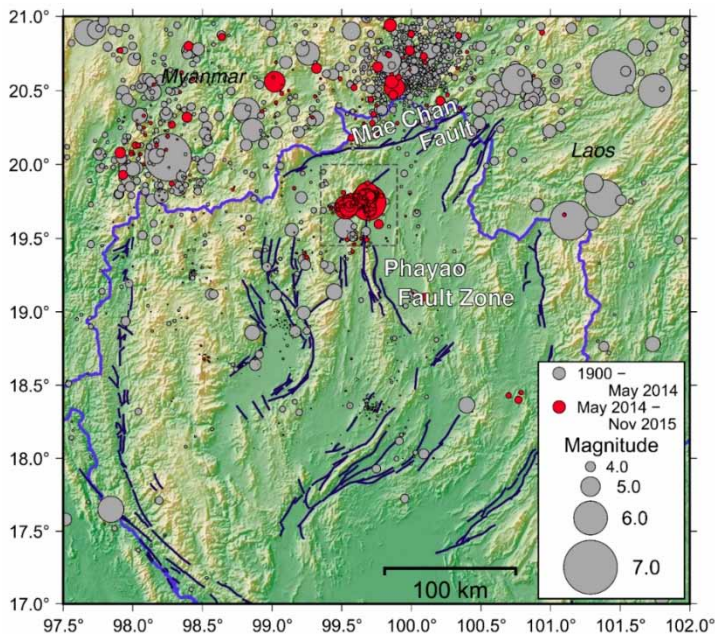 21.0°
20.5°
20.0°
19.5°
19.0°
18.5°
18.0°
17.5°
17.0°
Myanmar
Mae Chan
Fault
Laos
Phayao
Fault Zone
1900 –
May 2014
May 2014 –
Nov 2015
Magnitude
4.0
5.0
6.0
7.0
100 km
97.5° 98.0° 98.5° 99.0° 99.5° 100.0° 100.5° 101.0° 101.5° 102.0°